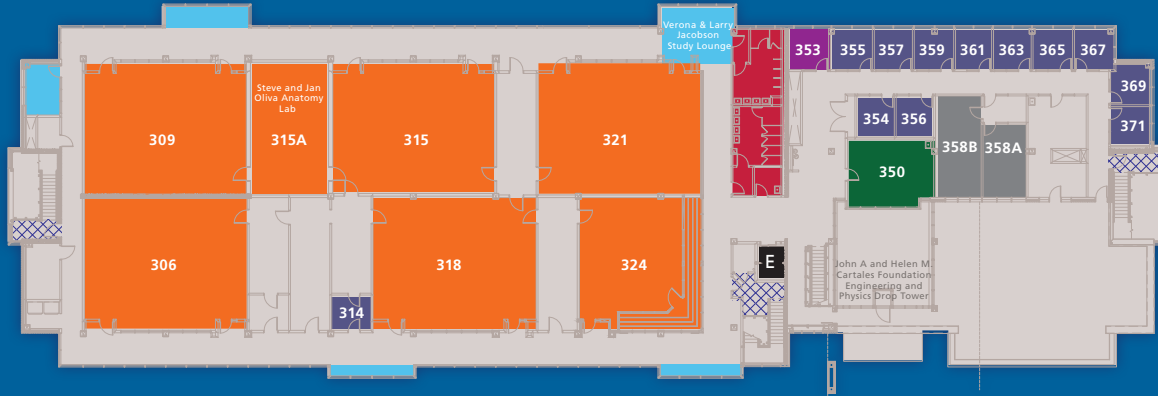 Verona & Larry
Jacobson
Study Lounge
353
355
357
359
361
363
365
367
369
371
Steve and Jan
Oliva Anatomy
Lab
309
315A
315
321
354
356
358B
358A
350
306
318
324
314
E
John A and Helen M.
Cartales Foundation
Engineering and
Physics Drop Tower